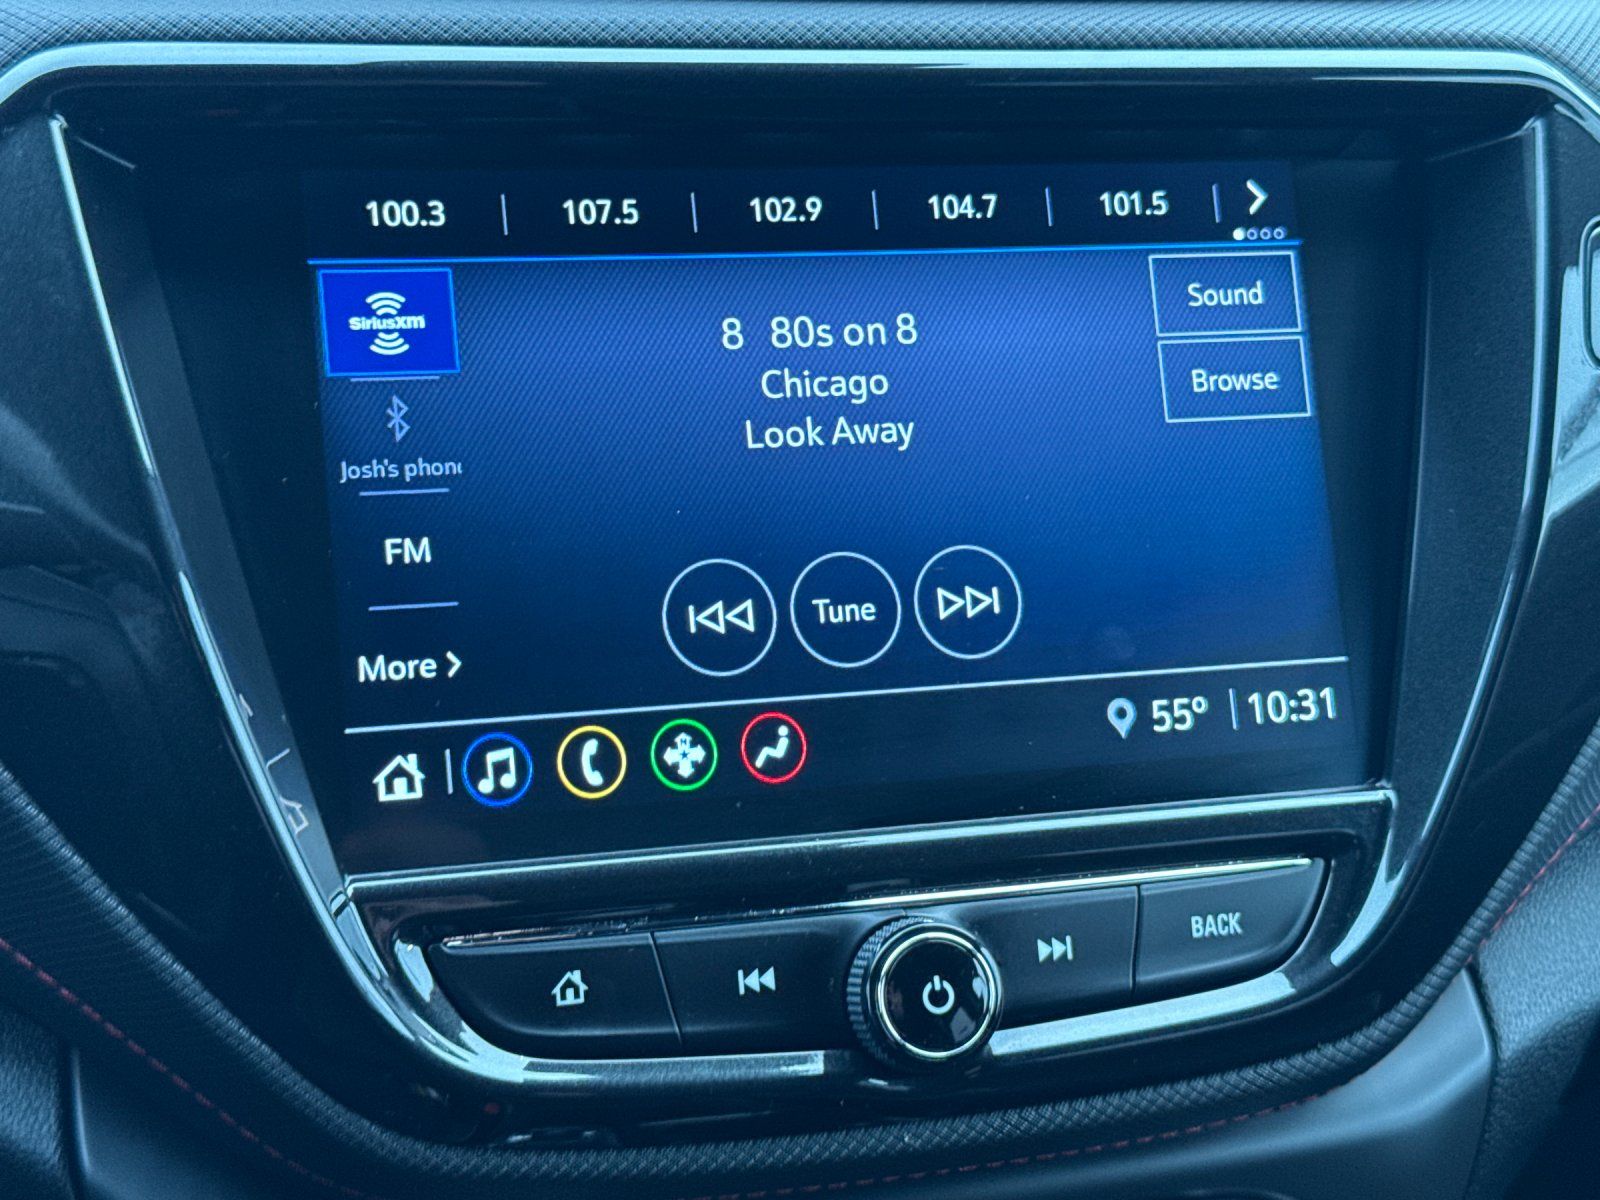 100.3 | 107.5 | 102.9 | 104.7 | 101.5 |
SiriusXM
8 80s on 8
Chicago
Look Away
Sound
Browse
Josh's phon
FM
More
Tune
55° | 10:31
N
BACK